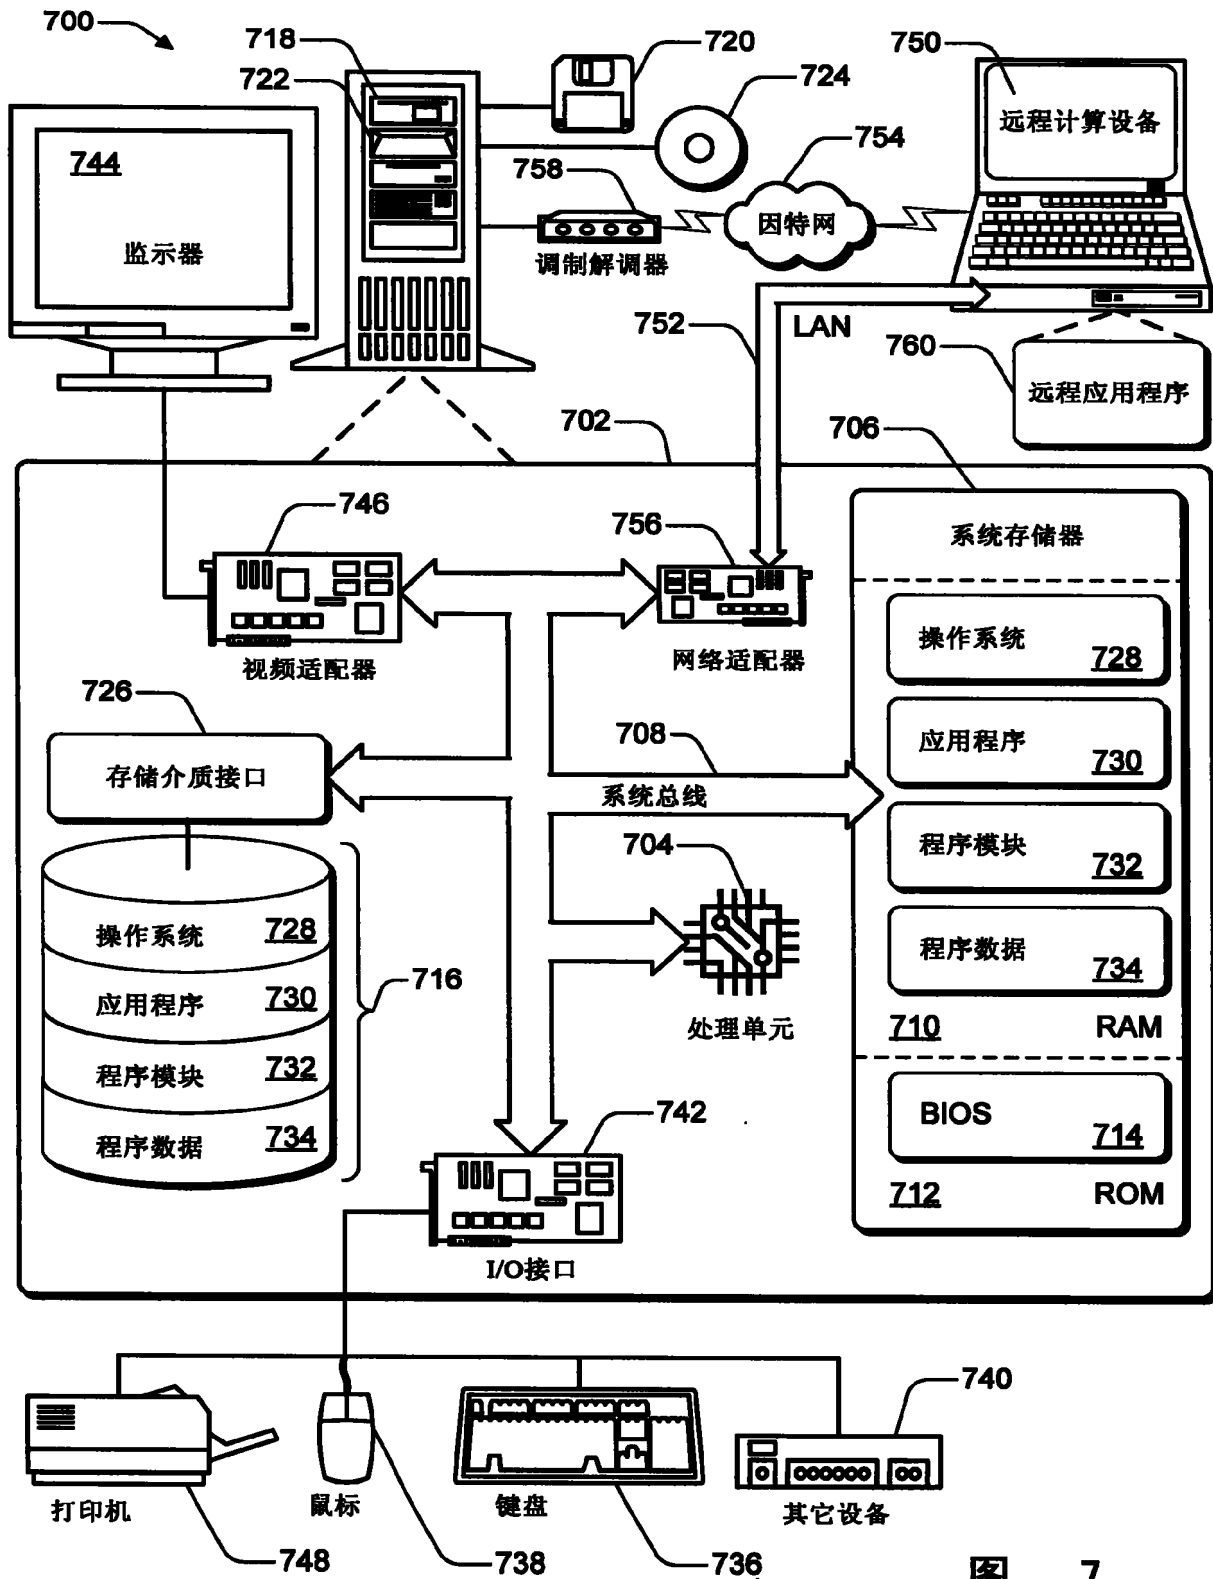 700
718
720
750
722
724
远程计算设备
744
754
758
监示器
因特网
调制解调器
752
LAN
760
远程应用程序
702
706
746
756
系统存储器
操作系统
728
视频适配器
网络适配器
726
708
应用程序
730
存储介质接口
系统总线
704
程序模块
732
操作系统
728
程序数据
734
716
应用程序
730
处理单元
710
RAM
程序模块
732
742
BIOS
714
程序数据
734
712
ROM
I/O接口
740
打印机
鼠标
键盘
其它设备
748
738
736
图 7